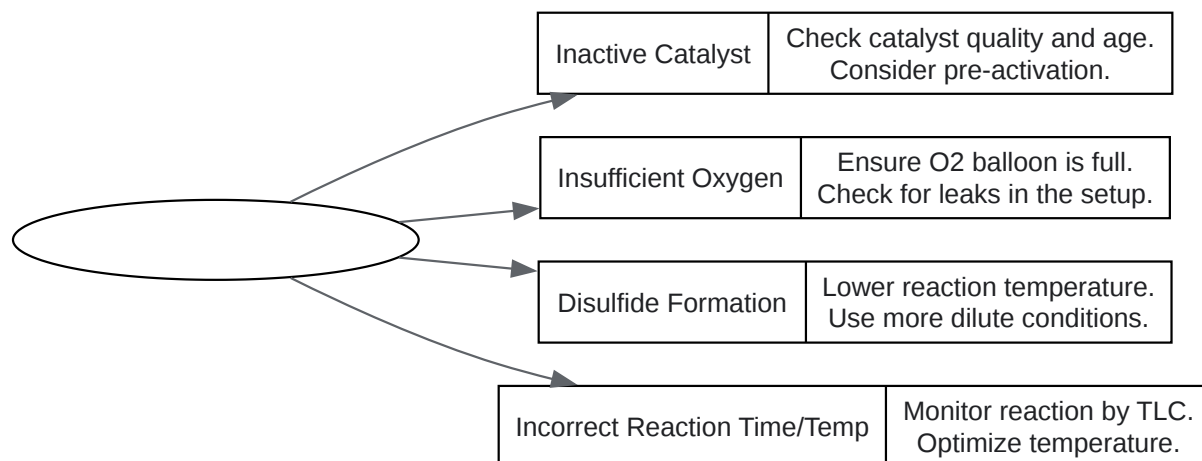 Inactive Catalyst
Check catalyst quality and age.
Consider pre-activation.
Insufficient Oxygen
Ensure O2 balloon is full.
Check for leaks in the setup.
Disulfide Formation
Lower reaction temperature.
Use more dilute conditions.
Incorrect Reaction Time/Temp
Monitor reaction by TLC.
Optimize temperature.